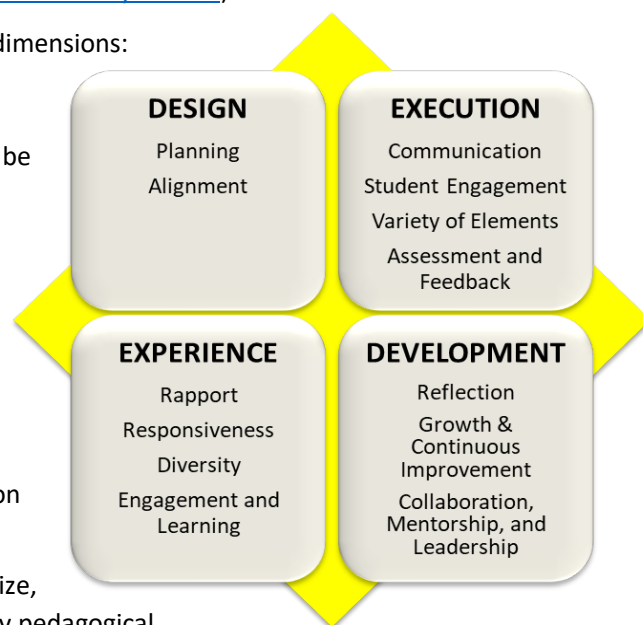 dimensions:
be
on
ize,
pedagogical
DESIGN
Planning
Alignment
EXECUTION
Communication
Student Engagement
Variety of Elements
Assessment and
Feedback
EXPERIENCE
Rapport
Responsiveness
Diversity
Engagement and
Learning
DEVELOPMENT
Reflection
Growth &
Continuous
Improvement
Collaboration,
Mentorship, and
Leadership